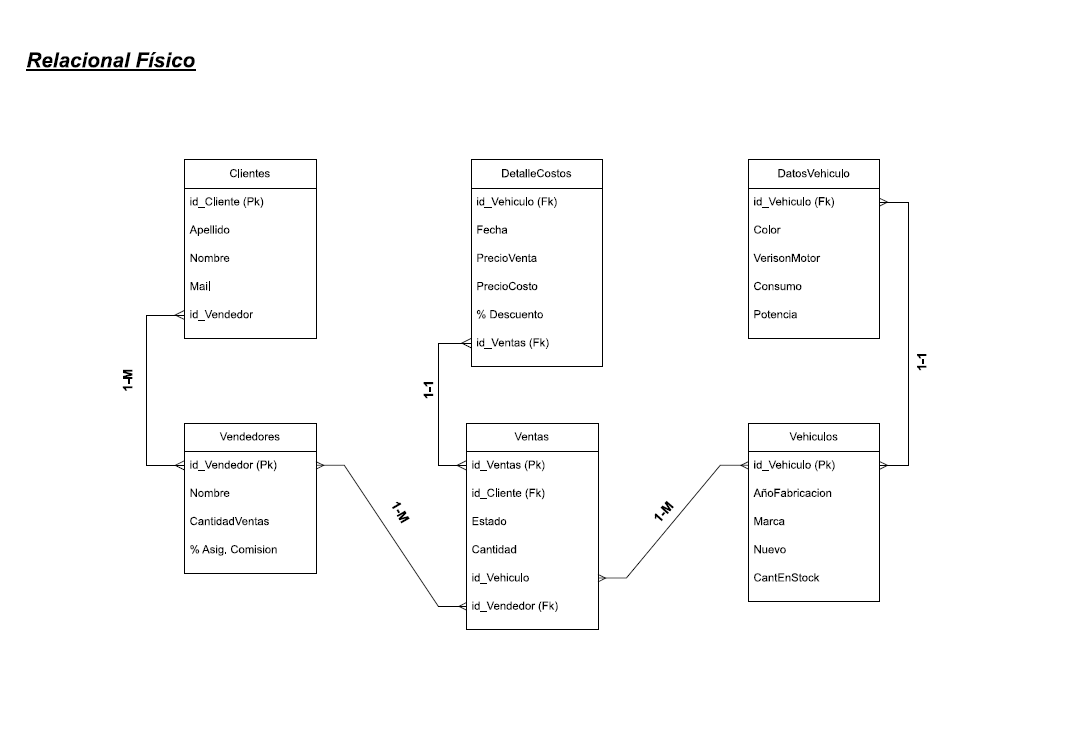 Relacional Físico
Clientes
id_Cliente (Pk)
Apellido
Nombre
Mail
id_Vendedor
DetalleCostos
id_Vehiculo (Fk)
Fecha
PrecioVenta
PrecioCosto
% Descuento
id_Ventas (Fk)
DatosVehiculo
id_Vehiculo (Fk)
Color
VerisonMotor
Consumo
Potencia
1-M
1-1
1-1
Vendedores
id_Vendedor (Pk)
Nombre
CantidadVentas
% Asig. Comision
1-M
Ventas
id_Ventas (Pk)
id_Cliente (Fk)
Estado
Cantidad
id_Vehiculo
id_Vendedor (Fk)
1-M
Vehiculos
id_Vehiculo (Pk)
AñoFabricacion
Marca
Nuevo
CantEnStock